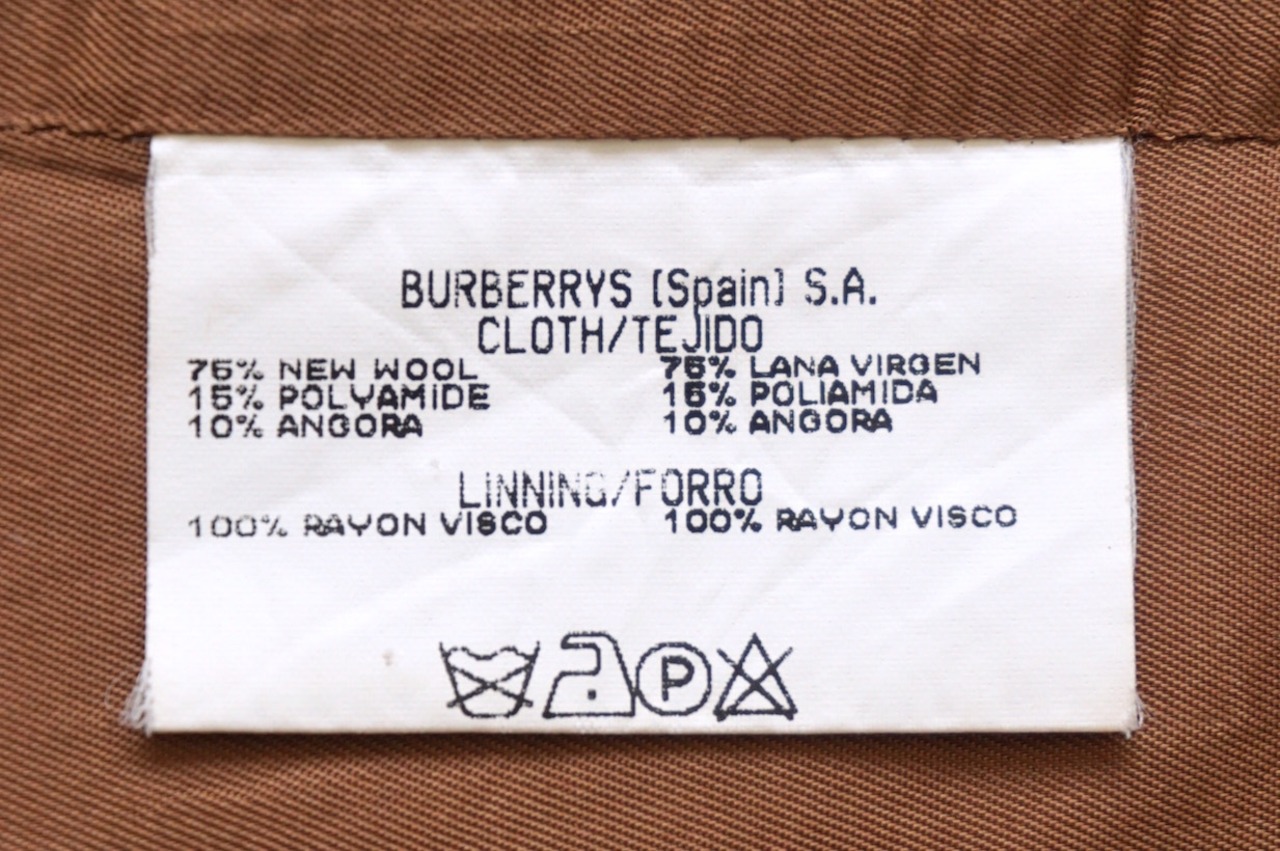 BURBERRYS (Spain) S.A.
CLOTH/TEJIDO
75% NEW WOOL 75% LANA VIRGEN
15% POLYAMIDE 15% POLIAMIDA
10% ANGORA 10% ANGORA
LINNING/FORRO
100% RAYON VISCO 100% RAYON VISCO
P